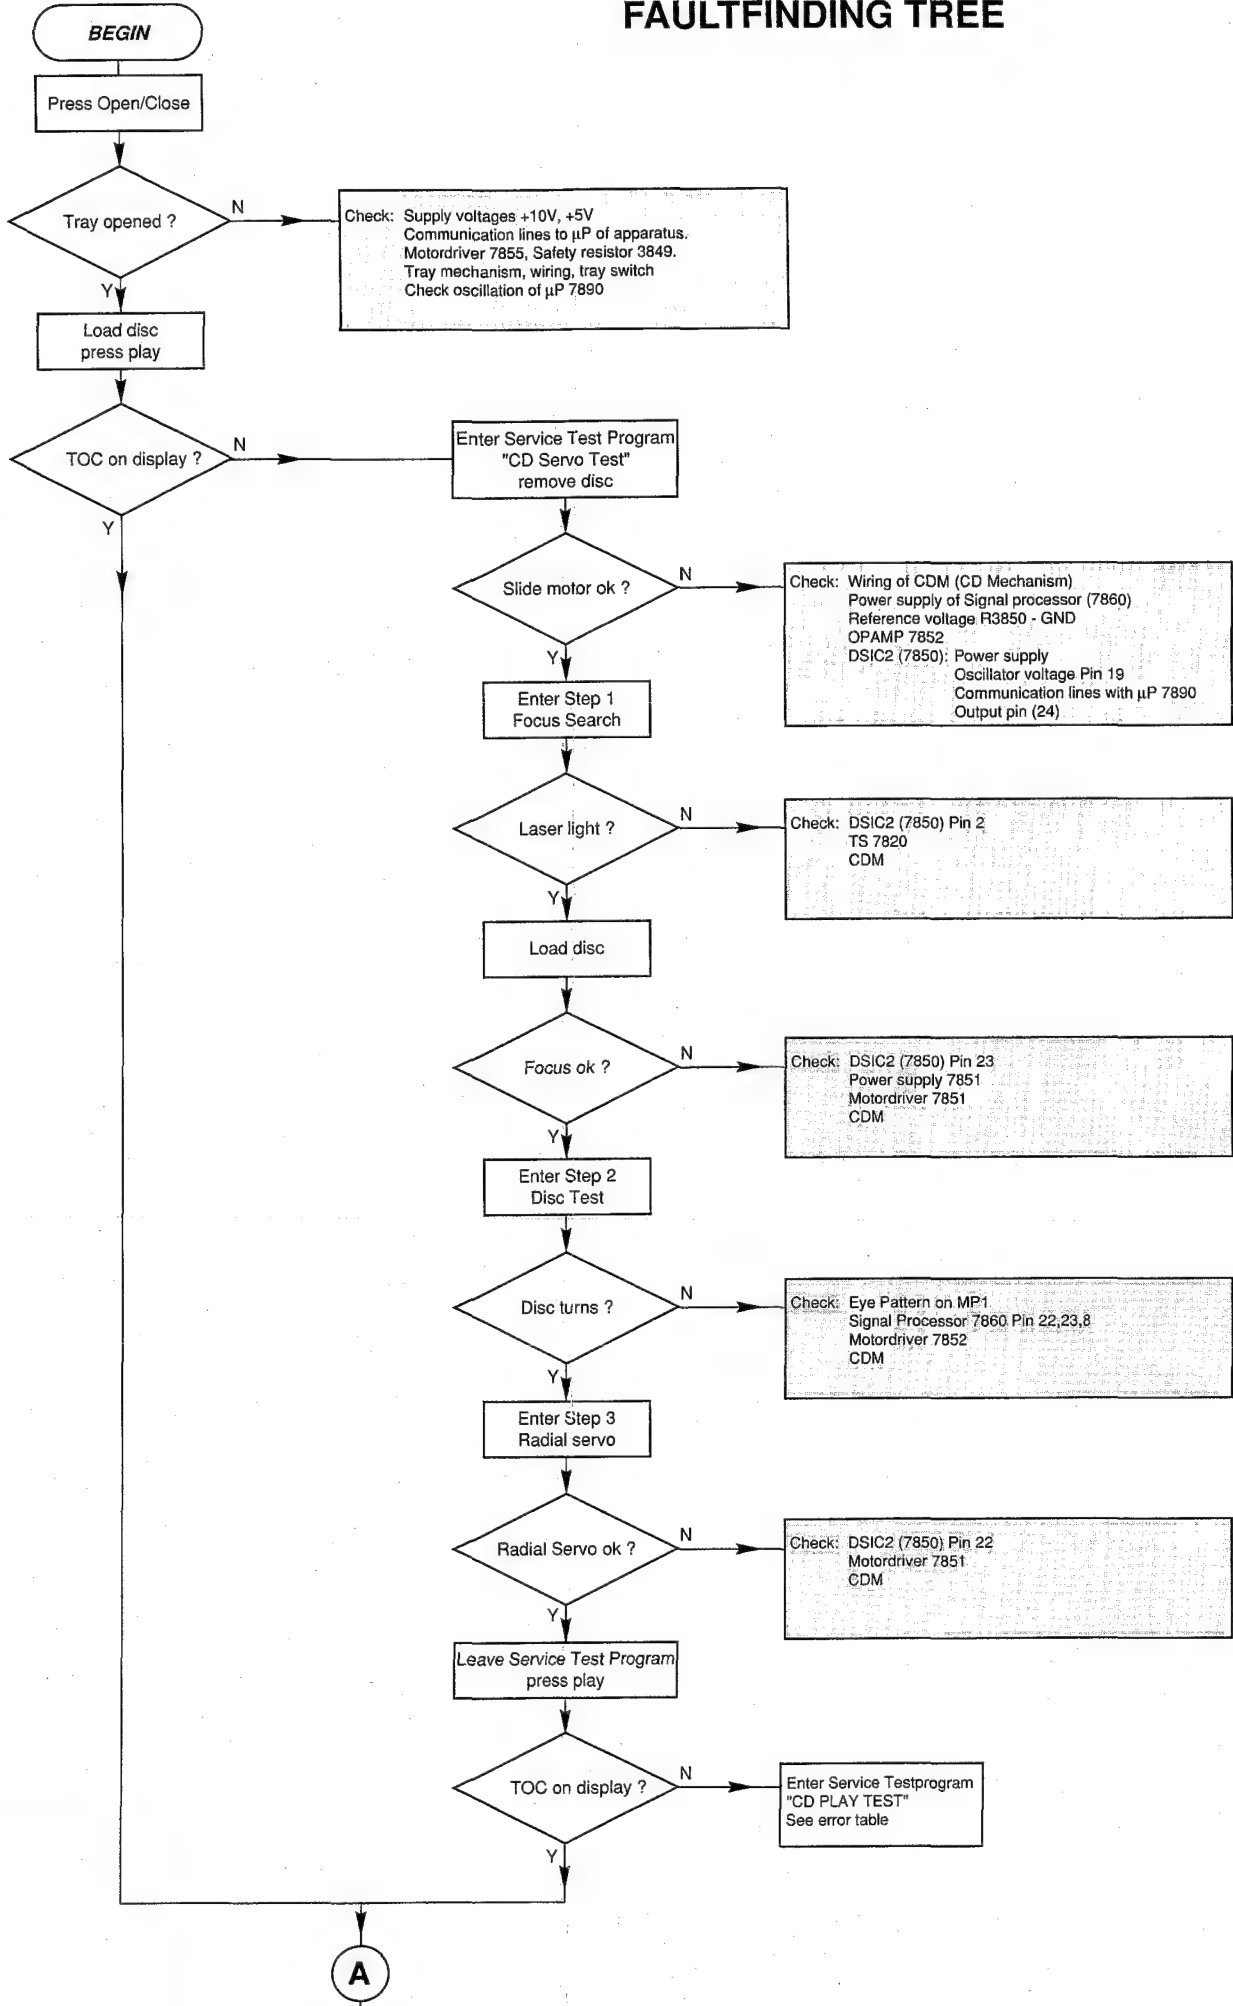 FAULTFINDING TREE
BEGIN
Press Open/Close
Tray opened ?
N
Check: Supply voltages +10V, +5V
Communication lines to µP of apparatus.
Motordriver 7855, Safety resistor 3849.
Tray mechanism, wiring, tray switch
Check oscillation of µP 7890
Y
Load disc
press play
TOC on display ?
N
Enter Service Test Program
"CD Servo Test"
remove disc
Y
Slide motor ok ?
N
Check: Wiring of CDM (CD Mechanism)
Power supply of Signal processor (7860)
Reference voltage R3850 - GND
OPAMP 7852
DSIC2 (7850): Power supply
Oscillator voltage Pin 19
Communication lines with µP 7890
Output pin (24)
Y
Enter Step 1
Focus Search
Laser light ?
N
Check: DSIC2 (7850) Pin 2
TS 7820
CDM
Y
Load disc
Focus ok ?
N
Check: DSIC2 (7850) Pin 23
Power supply 7851
Motordriver 7851
CDM
Y
Enter Step 2
Disc Test
Disc turns ?
N
Check: Eye Pattern on MP1
Signal Processor 7860 Pin 22,23,8
Motordriver 7852
CDM
Y
Enter Step 3
Radial servo
Radial Servo ok ?
N
Check: DSIC2 (7850) Pin 22
Motordriver 7851
CDM
Y
Leave Service Test Program
press play
TOC on display ?
N
Enter Service Testprogram
"CD PLAY TEST"
See error table
Y
A